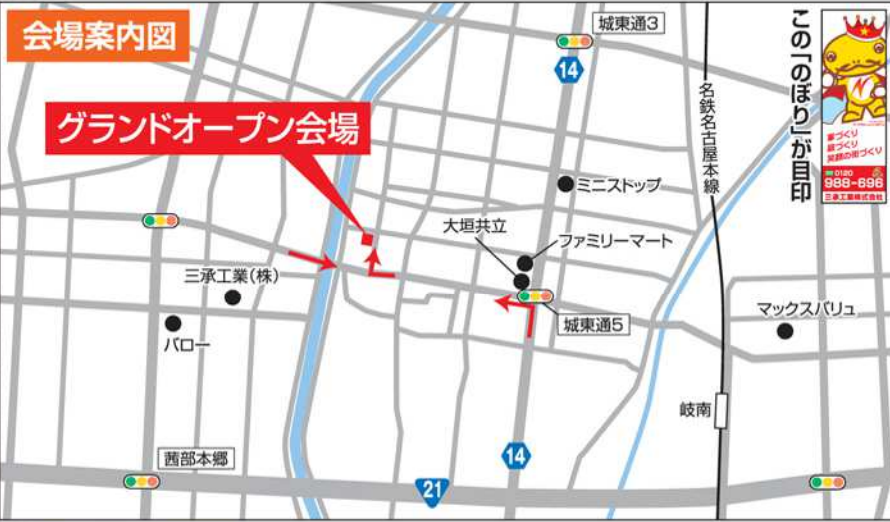 会場案内図
城東通3
14
グランドオープン会場
名鉄名古屋本線
この「のぼり」が目印
N
家づくり
庭づくり
笑顔の街づくり
0120
988-696
三承工業株式会社
ミニストップ
大垣共立
ファミリーマート
三承工業(株)
バロー
城東通5
マックスバリュ
岐南
茜部本郷
14
21